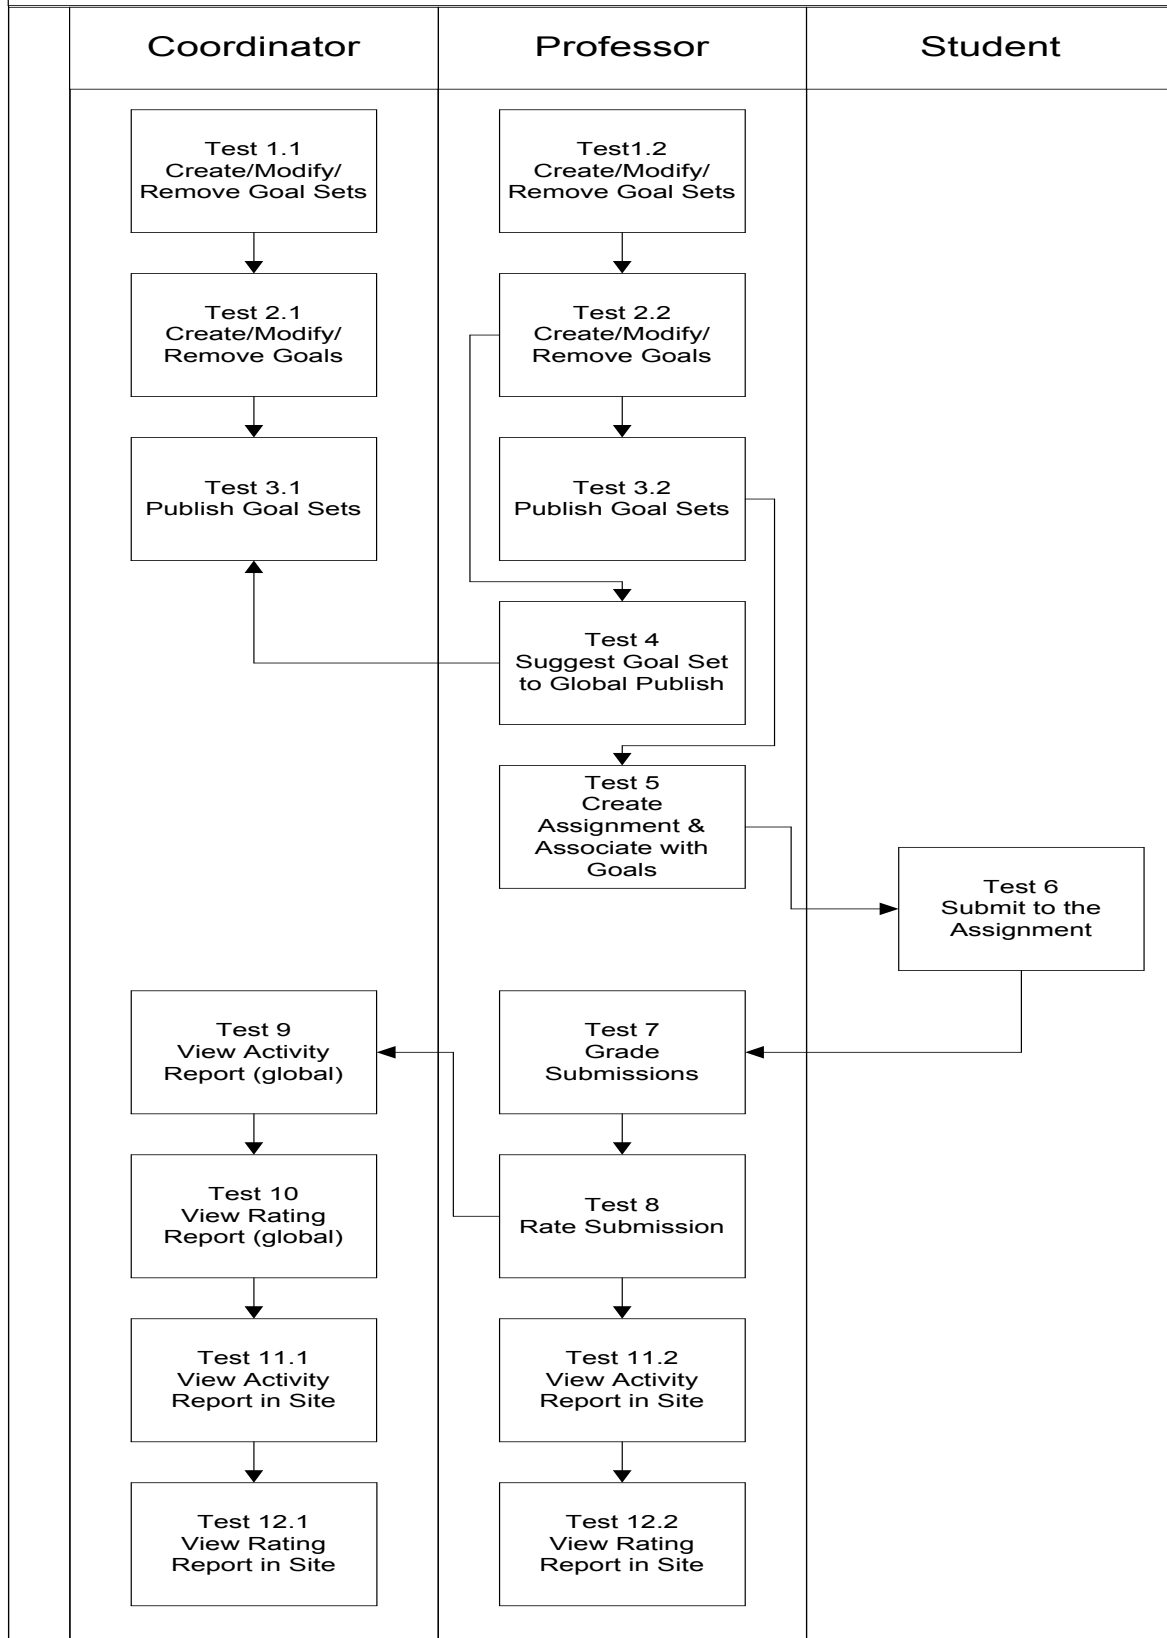 Coordinator
Professor
Student
Test 1.1
Create/Modify/
Remove Goal Sets
Test1.2
Create/Modify/
Remove Goal Sets
Test 2.1
Create/Modify/
Remove Goals
Test 2.2
Create/Modify/
Remove Goals
Test 3.1
Publish Goal Sets
Test 3.2
Publish Goal Sets
Test 4
Suggest Goal Set
to Global Publish
Test 5
Create
Assignment &
Associate with
Goals
Test 6
Submit to the
Assignment
Test 9
View Activity
Report (global)
Test 7
Grade
Submissions
Test 10
View Rating
Report (global)
Test 8
Rate Submission
Test 11.1
View Activity
Report in Site
Test 11.2
View Activity
Report in Site
Test 12.1
View Rating
Report in Site
Test 12.2
View Rating
Report in Site